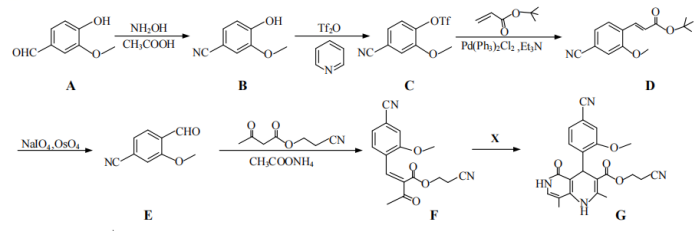 OH
OHC
O
A
NH2OH
CH3COOH
OH
NC
O
B
Tf2O
N
OTf
NC
O
C
O
O
Pd(Ph3)2Cl2 ,Et3N
O
O
NC
O
D
NaIO4,OsO4
CHO
NC
O
E
O O
O CN
CH3COONH4
CN
O
O
O CN
O
F
X
CN
O
O O
O CN
HN
N
H
G